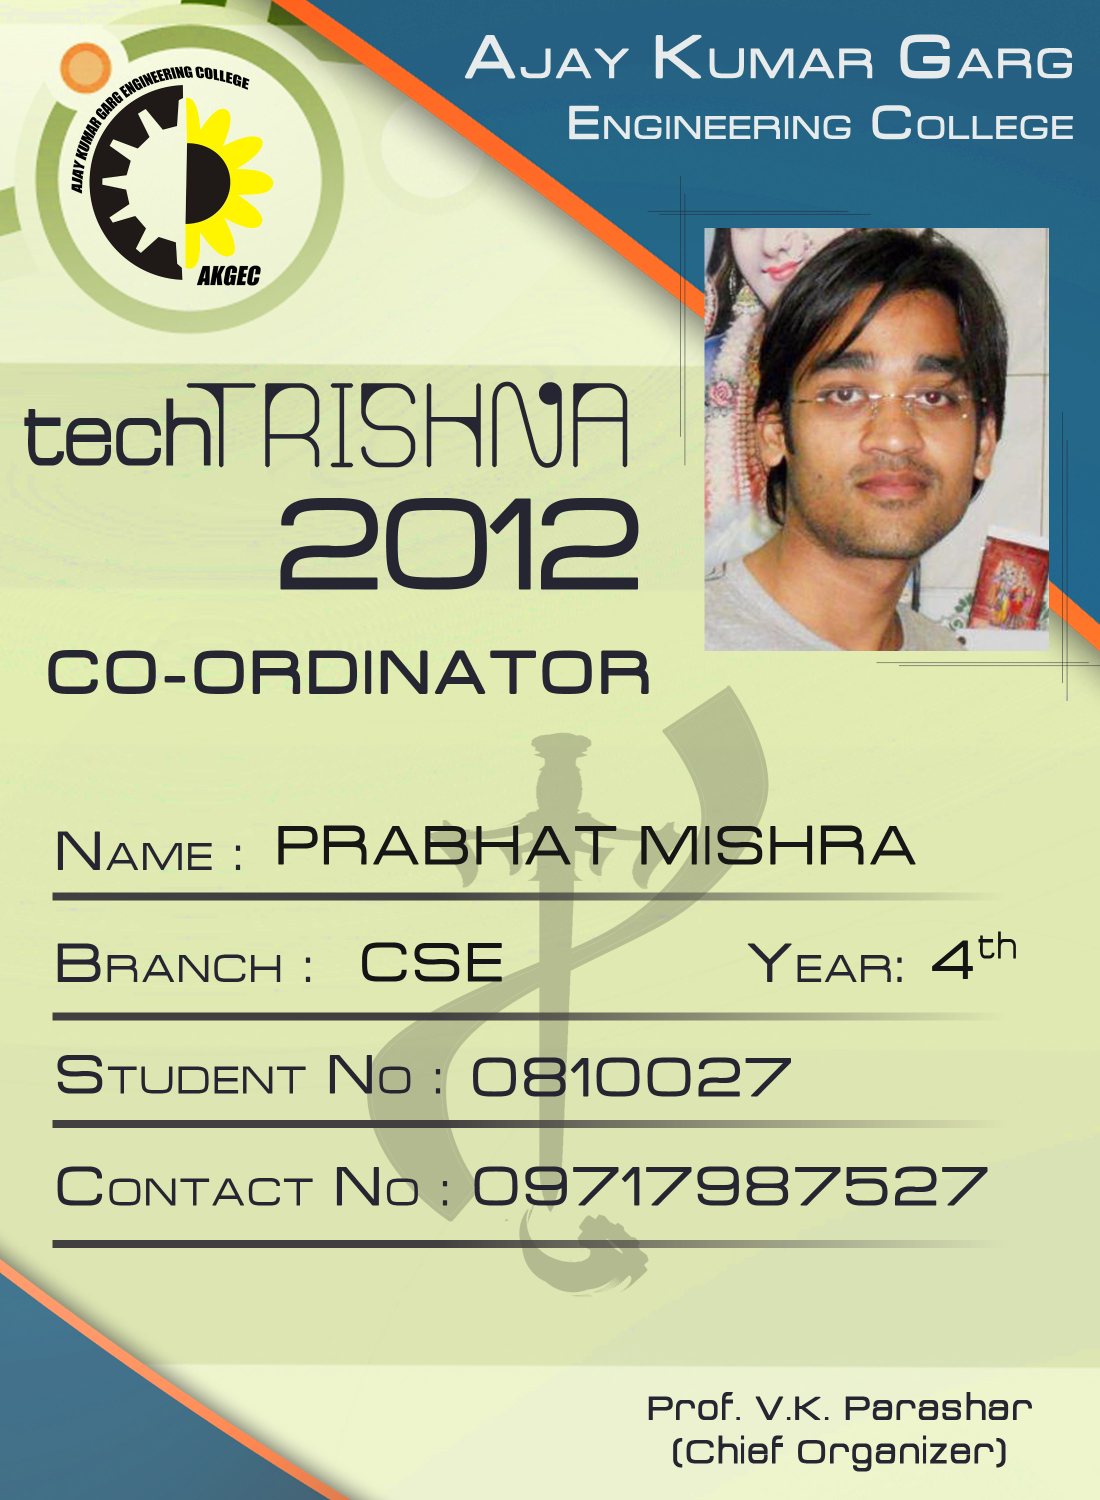 AJAY KUMAR GARG
ENGINEERING COLLEGE
AJAY KUMAR GARG ENGINEERING COLLEGE
AKGEC
techTRISHNA
2012
CO-ORDINATOR
NAME : PRABHAT MISHRA
BRANCH : CSE YEAR: 4th
STUDENT NO : 0810027
CONTACT NO : 09717987527
Prof. V.K. Parashar
(Chief Organizer)